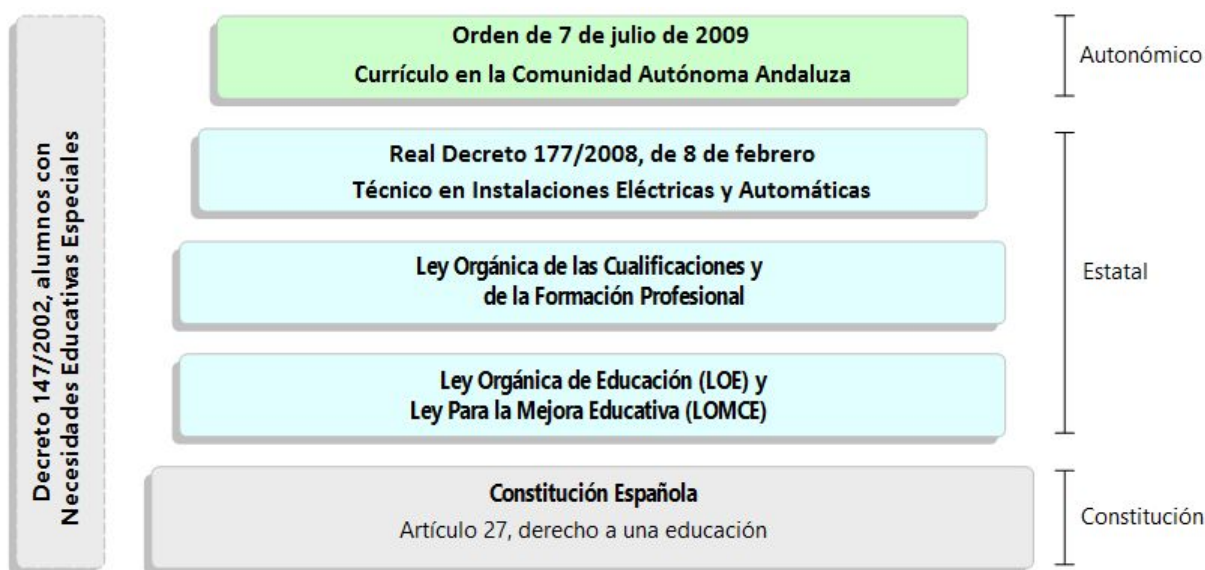 Decreto 147/2002, alumnos con
Necesidades Educativas Especiales
Orden de 7 de julio de 2009
Currículo en la Comunidad Autónoma Andaluza
Autonómico
Real Decreto 177/2008, de 8 de febrero
Técnico en Instalaciones Eléctricas y Automáticas
Ley Orgánica de las Cualificaciones y
de la Formación Profesional
Estatal
Ley Orgánica de Educación (LOE) y
Ley Para la Mejora Educativa (LOMCE)
Constitución Española
Artículo 27, derecho a una educación
Constitución